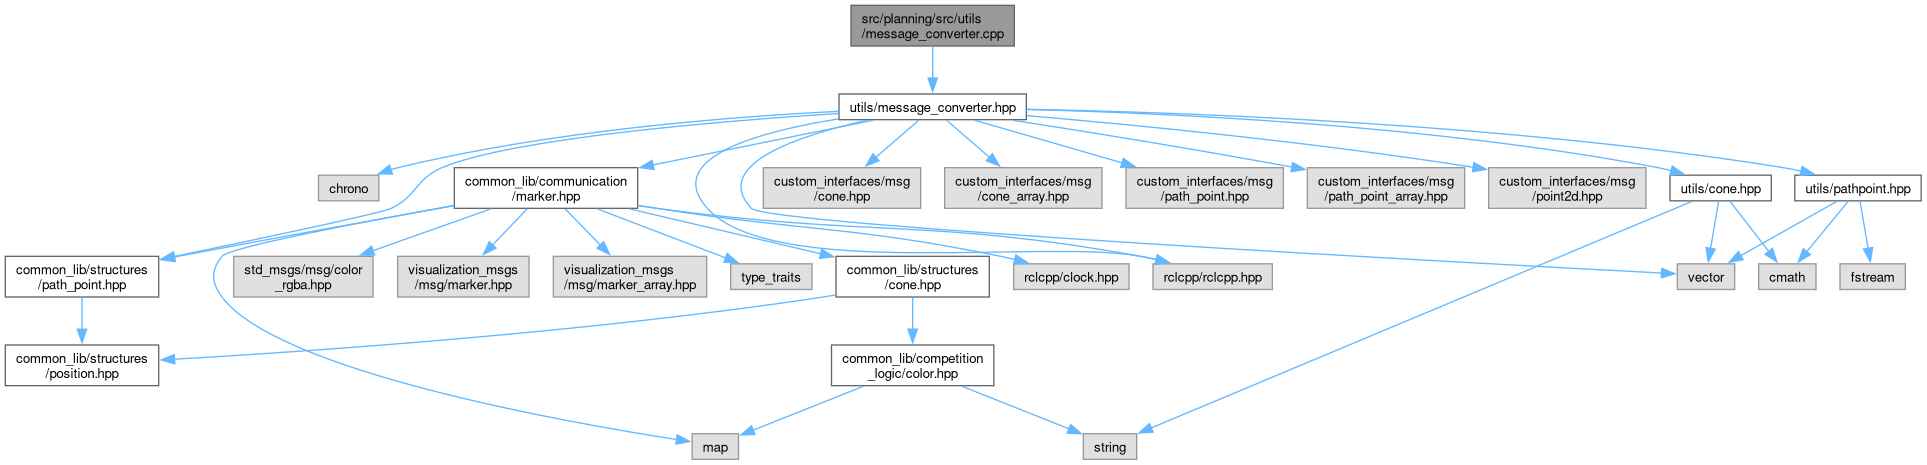 src/planning/src/utils
/message_converter.cpp
utils/message_converter.hpp
chrono
common_lib/communication
/marker.hpp
custom_interfaces/msg
/cone.hpp
custom_interfaces/msg
/cone_array.hpp
custom_interfaces/msg
/path_point.hpp
custom_interfaces/msg
/path_point_array.hpp
custom_interfaces/msg
/point2d.hpp
utils/cone.hpp
utils/pathpoint.hpp
common_lib/structures
/path_point.hpp
std_msgs/msg/color
_rgba.hpp
visualization_msgs
/msg/marker.hpp
visualization_msgs
/msg/marker_array.hpp
type_traits
common_lib/structures
/cone.hpp
rclcpp/clock.hpp
rclcpp/rclcpp.hpp
vector
cmath
fstream
common_lib/structures
/position.hpp
common_lib/competition
_logic/color.hpp
map
string